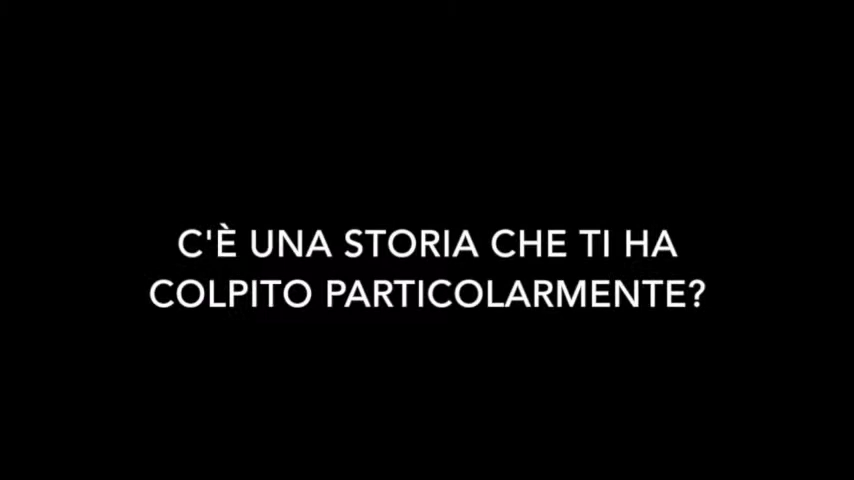 C'È UNA STORIA CHE TI HA
COLPITO PARTICOLARMENTE?